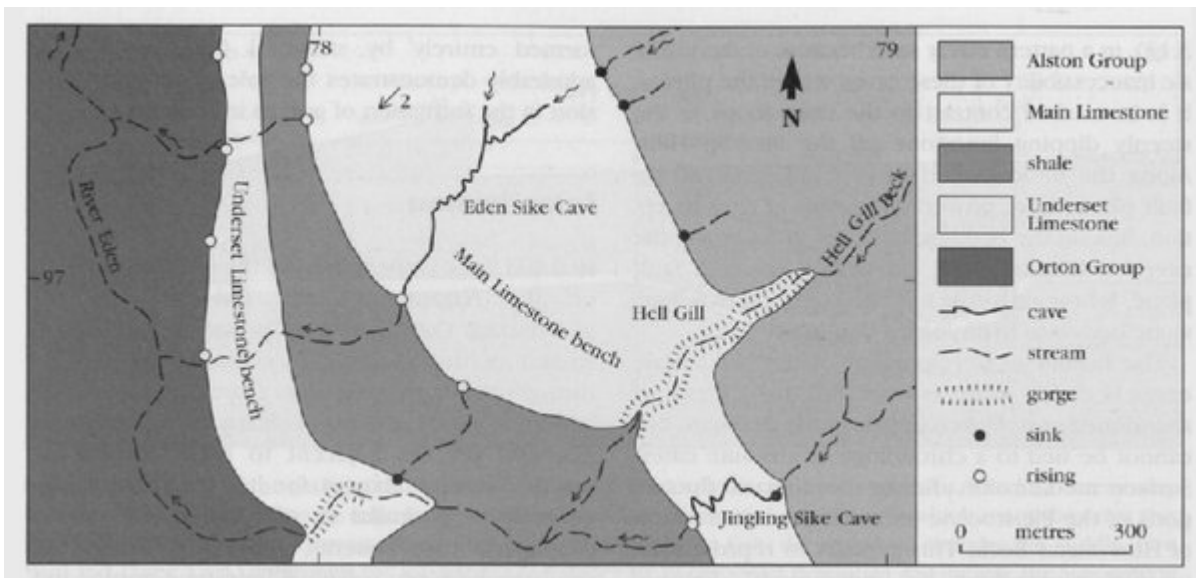 78
79
N
River Eden
Underset Limestone bench
Eden Sike Cave
Main Limestone bench
Hell Gill
Hell Gill Beck
97
Jingling Sike Cave
Alston Group
Main Limestone
shale
Underset
Limestone
Orton Group
cave
stream
gorge
sink
rising
0 metres 300